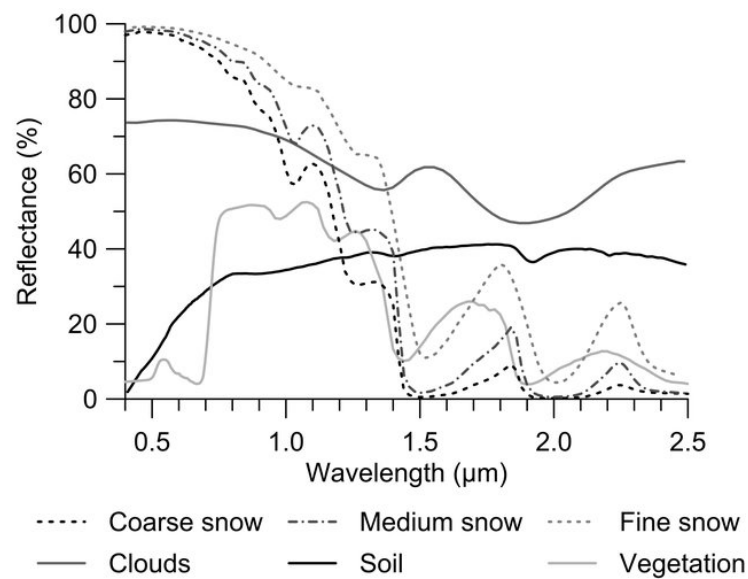 100
80
60
40
20
0
Reflectance (%)
0.5 1.0 1.5 2.0 2.5
Wavelength (μm)
Coarse snow Medium snow Fine snow
Clouds Soil Vegetation